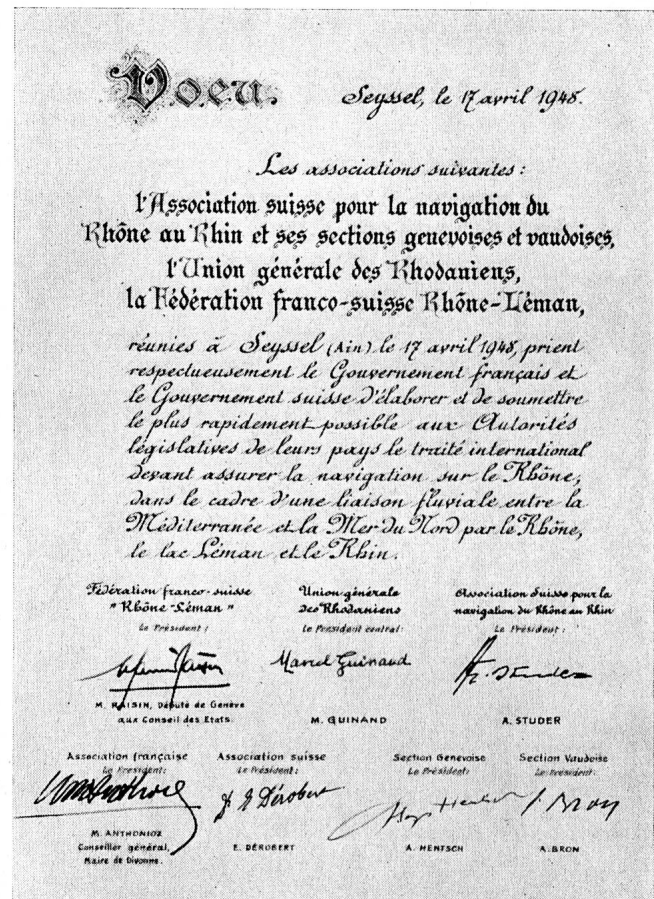 Voeu.
Seyssel, le 17 avril 1948.
Les associations suivantes :
l'Association suisse pour la navigation du
Rhône au Rhin et ses sections genevoises et vaudoises,
l'Union générale des Rhodaniens,
la Fédération franco-suisse Rhône-Léman,
réunies à Seyssel (Ain) le 17 avril 1948, prient
respectueusement le Gouvernement français et
le Gouvernement suisse d'élaborer et de soumettre
le plus rapidement possible aux Autorités
législatives de leurs pays le traité international
devant assurer la navigation sur le Rhône,
dans le cadre d'une liaison fluviale entre la
Méditerranée et la Mer du Nord par le Rhône,
le lac Léman et le Rhin.
Fédération franco-suisse
"Rhône-Léman"
Le Président :
M. RAISIN, Député de Genève
aux Conseil des Etats.
Union générale
des Rhodaniens
Le Président central:
Marcel Guinand
M. GUINAND
Association Suisse pour la
navigation du Rhône au Rhin
Le Président :
A. Studer
A. STUDER
Association française
Le Président:
M. ANTHONIOZ
Conseiller général,
Maire de Divonne.
Association suisse
Le Président:
Dérobert
E. DÉROBERT
Section Genevoise
Le Président:
Hentsch
A. HENTSCH
Section Vaudoise
Le Président:
Bron
A. BRON